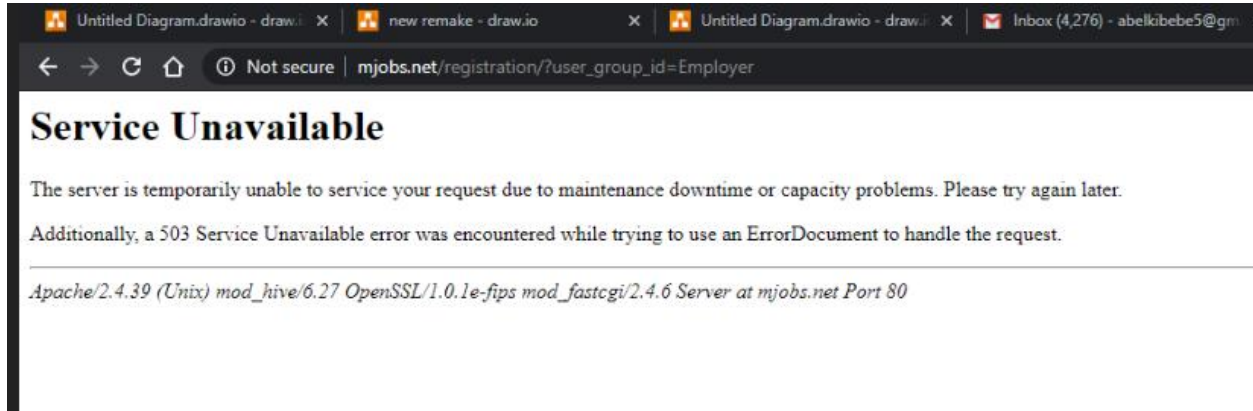 Untitled Diagram.drawio - draw.i
new remake - draw.io
Untitled Diagram.drawio - draw.i
Inbox (4,276) - abelkibebe5@gm
Not secure | mjobs.net/registration/?user_group_id=Employer
Service Unavailable
The server is temporarily unable to service your request due to maintenance downtime or capacity problems. Please try again later.
Additionally, a 503 Service Unavailable error was encountered while trying to use an ErrorDocument to handle the request.
Apache/2.4.39 (Unix) mod_hive/6.27 OpenSSL/1.0.1e-fips mod_fastcgi/2.4.6 Server at mjobs.net Port 80